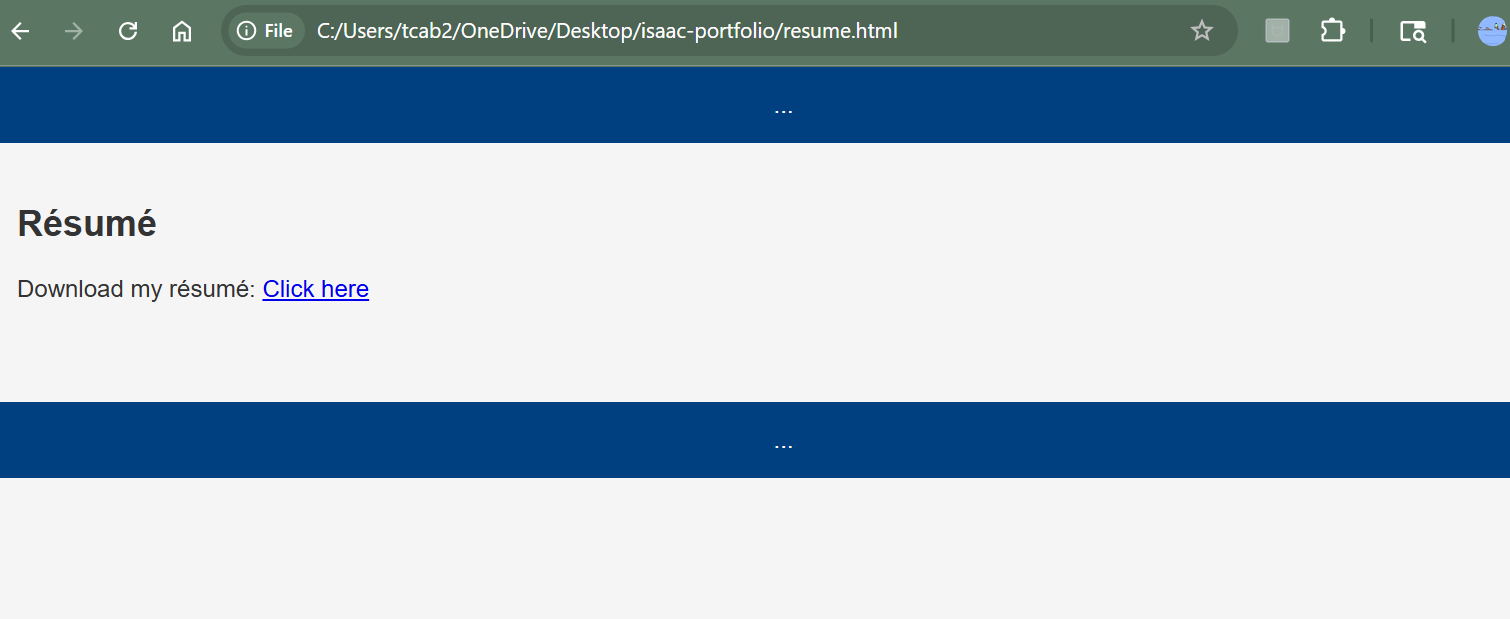 File C:/Users/tcab2/OneDrive/Desktop/isaac-portfolio/resume.html
...
Résumé
Download my résumé: Click here
...